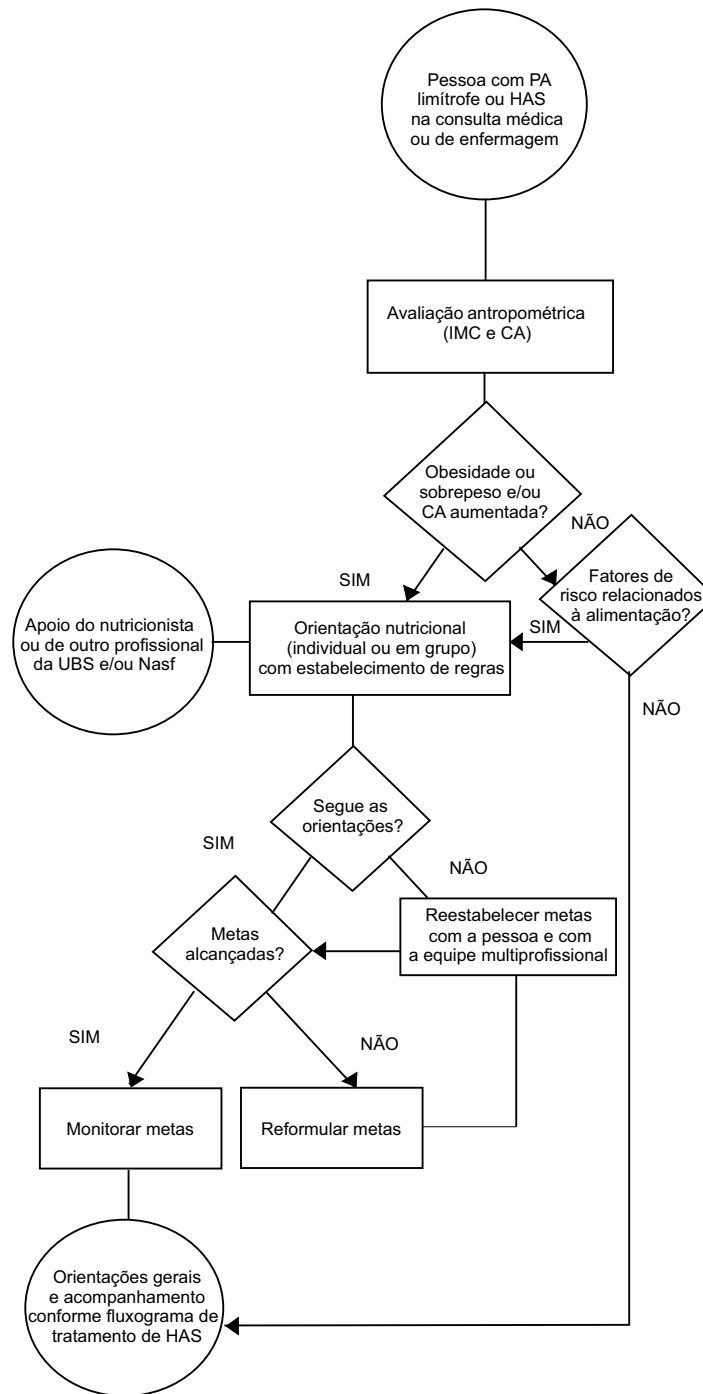 Pessoa com PA
limítrofe ou HAS
na consulta médica
ou de enfermagem
Avaliação antropométrica
(IMC e CA)
Obesidade ou
sobrepeso e/ou
CA aumentada?
NÃO
SIM
Fatores de
risco relacionados
à alimentação?
SIM
NÃO
Apoio do nutricionista
ou de outro profissional
da UBS e/ou Nasf
Orientação nutricional
(individual ou em grupo)
com estabelecimento de regras
Segue as
orientações?
SIM
NÃO
Metas
alcançadas?
Reestabelecer metas
com a pessoa e com
a equipe multiprofissional
SIM
NÃO
Monitorar metas
Reformular metas
Orientações gerais
e acompanhamento
conforme fluxograma de
tratamento de HAS